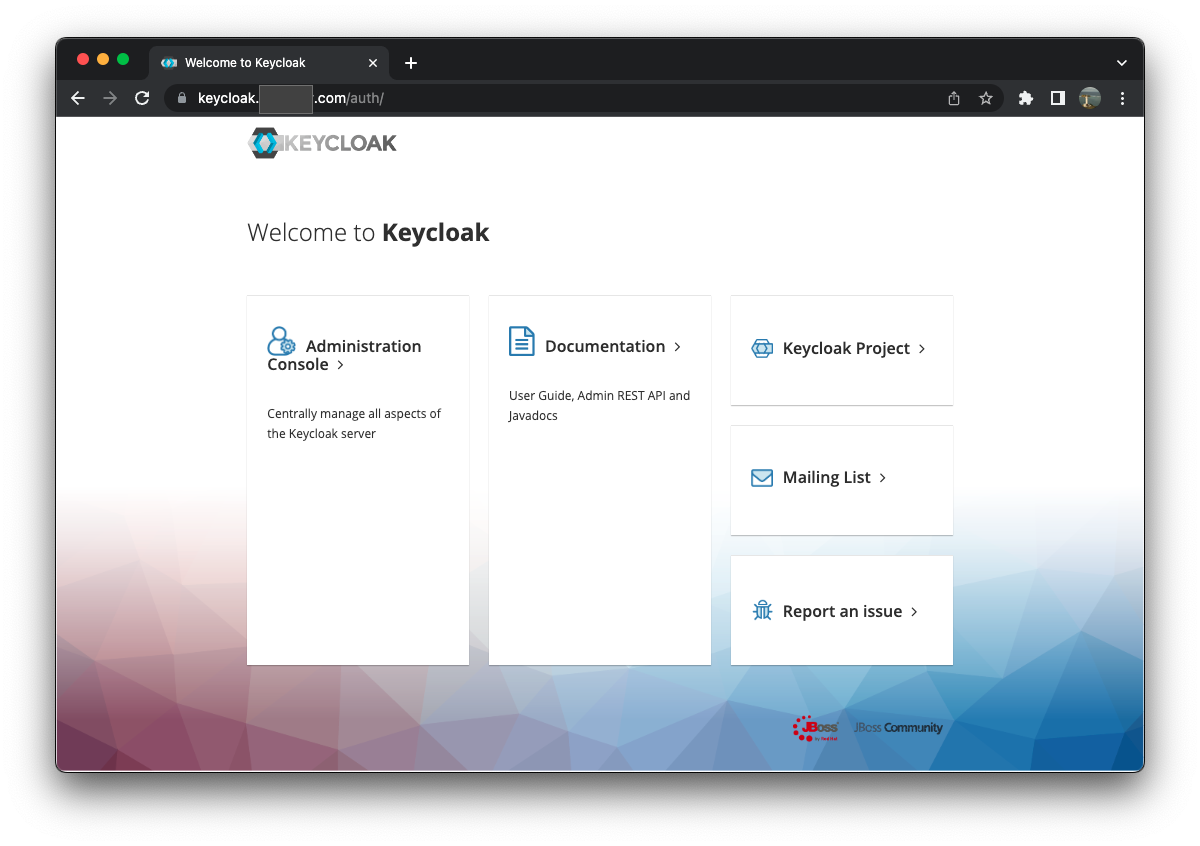 Welcome to Keycloak
keycloak. .com/auth/
KEYCLOAK
Welcome to Keycloak
Administration
Console
Centrally manage all aspects of
the Keycloak server
Documentation
User Guide, Admin REST API and
Javadocs
Keycloak Project
Mailing List
Report an issue
JBoss
by Red Hat
JBoss Community